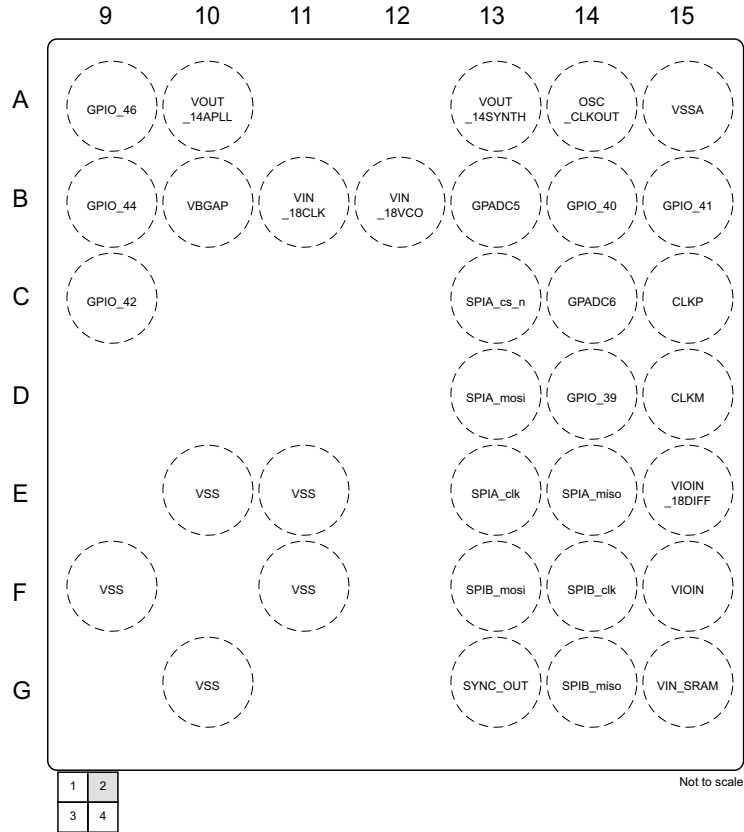 9 10 11 12 13 14 15
A GPIO_46 VOUT _14APLL VOUT _14SYNTH OSC _CLKOUT VSSA
B GPIO_44 VBGAP VIN _18CLK VIN _18VCO GPADC5 GPIO_40 GPIO_41
C GPIO_42 SPIA_cs_n GPADC6 CLKP
D SPIA_mosi GPIO_39 CLKM
E VSS VSS SPIA_clk SPIA_miso VIOIN _18DIFF
F VSS VSS SPIB_mosi SPIB_clk VIOIN
G VSS SYNC_OUT SPIB_miso VIN_SRAM
Not to scale
1 2
3 4